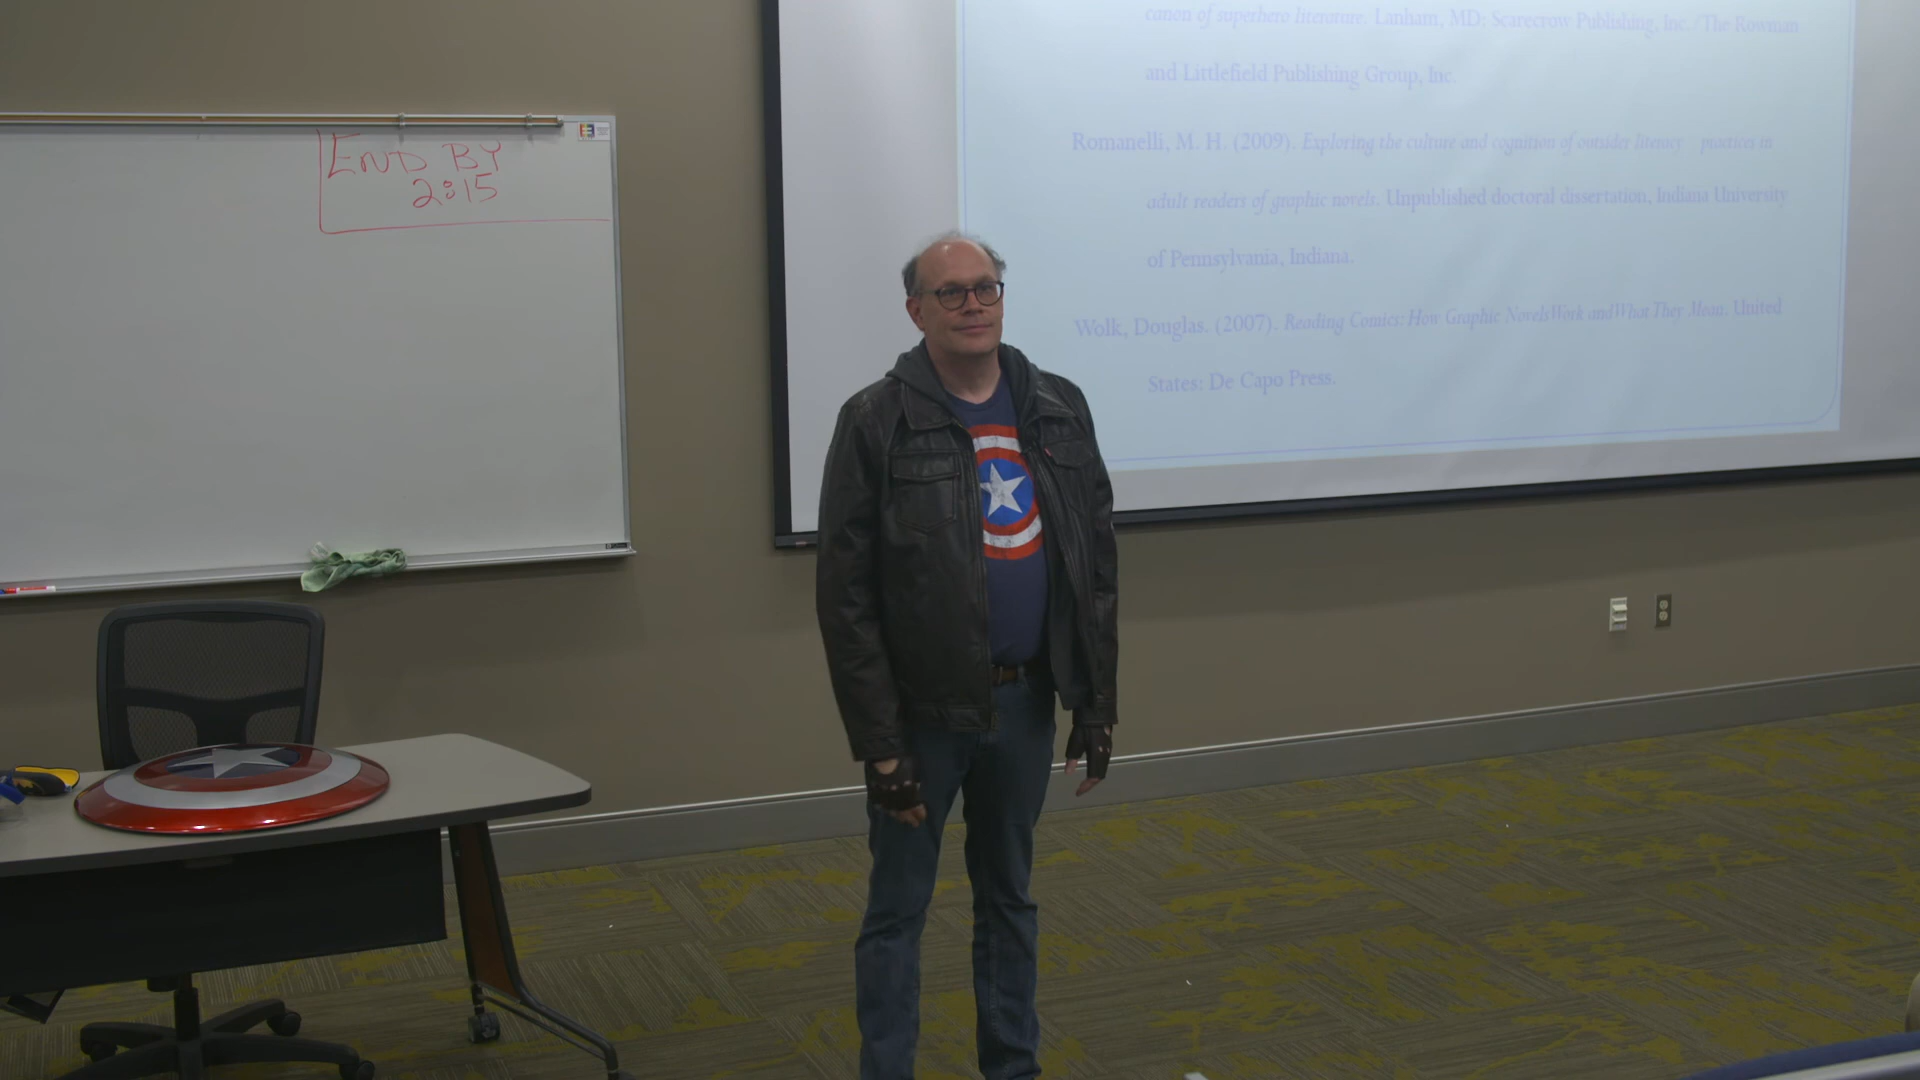 END BY
2:15
canon of superhero literature. Lanham, MD: Scarecrow Publishing, Inc./The Rowman
and Littlefield Publishing Group, Inc.
Romanelli, M. H. (2009). Exploring the culture and cognition of outsider literacy practices in
adult readers of graphic novels. Unpublished doctoral dissertation, Indiana University
of Pennsylvania, Indiana.
Wolk, Douglas. (2007). Reading Comics: How Graphic Novels Work and What They Mean. United
States: De Capo Press.